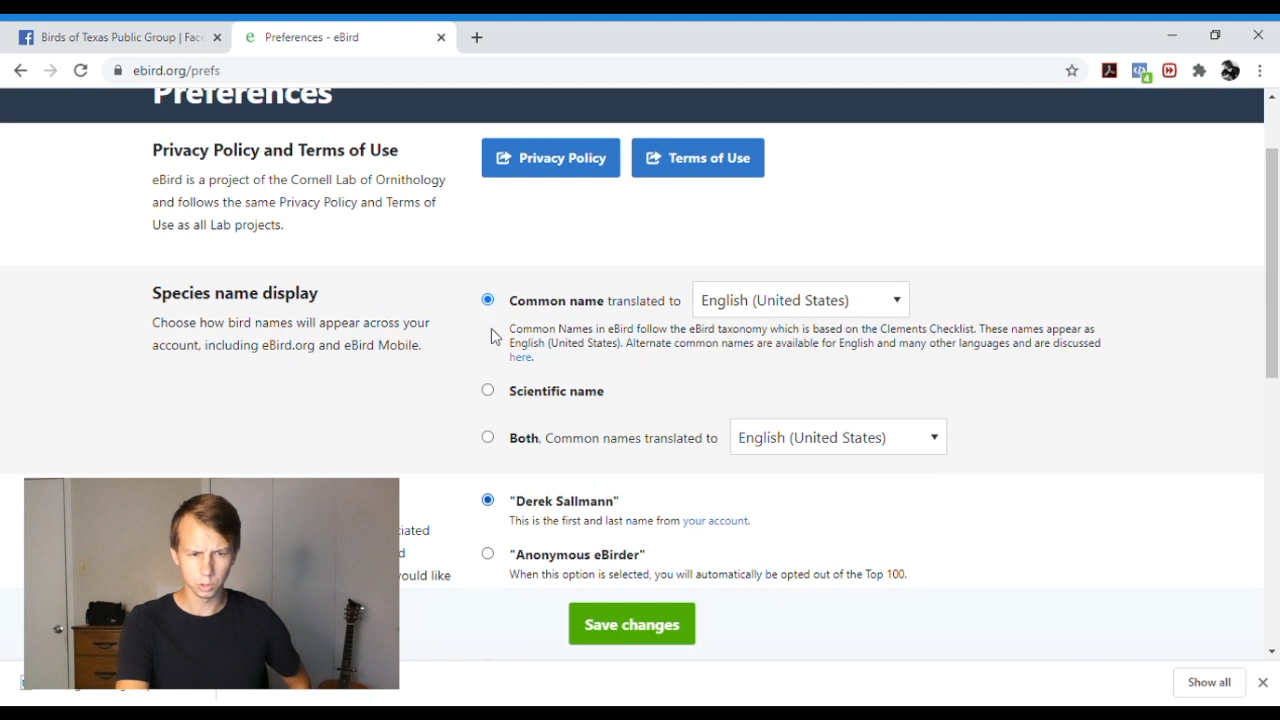 Birds of Texas Public Group | Fac
Preferences - eBird
ebird.org/prefs
4
Preferences
Privacy Policy and Terms of Use
eBird is a project of the Cornell Lab of Ornithology
and follows the same Privacy Policy and Terms of
Use as all Lab projects.
Privacy Policy
Terms of Use
Species name display
Choose how bird names will appear across your
account, including eBird.org and eBird Mobile.
Common name translated to
English (United States)
Common Names in eBird follow the eBird taxonomy which is based on the Clements Checklist. These names appear as
English (United States). Alternate common names are available for English and many other languages and are discussed
here.
Scientific name
Both, Common names translated to
English (United States)
"Derek Sallmann"
This is the first and last name from your account.
"Anonymous eBirder"
When this option is selected, you will automatically be opted out of the Top 100.
Save changes
Show all